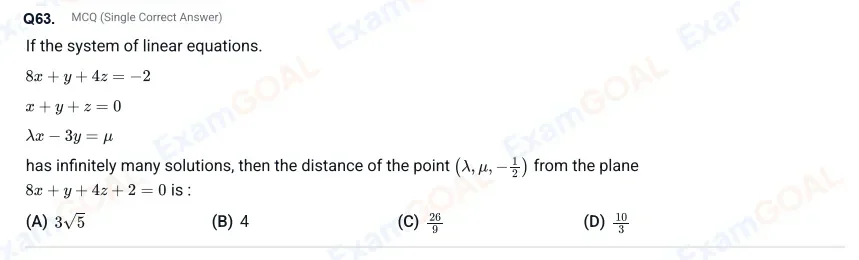 Q63. MCQ (Single Correct Answer)
If the system of linear equations.
8x + y + 4z = −2
x + y + z = 0
λx − 3y = μ
has infinitely many solutions, then the distance of the point (λ, μ, −1/2) from the plane
8x + y + 4z + 2 = 0 is :
(A) 3√5 (B) 4 (C) 26/9 (D) 10/3